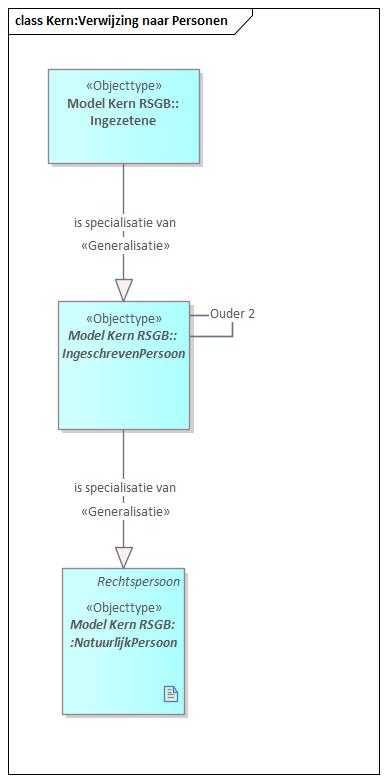 class Kern:Verwijzing naar Personen
«Objecttype»
Model Kern RSGB::
Ingezetene
is specialisatie van
«Generalisatie»
«Objecttype»
Model Kern RSGB::
IngeschrevenPersoon
Ouder 2
is specialisatie van
«Generalisatie»
Rechtspersoon
«Objecttype»
Model Kern RSGB:
:NatuurlijkPersoon